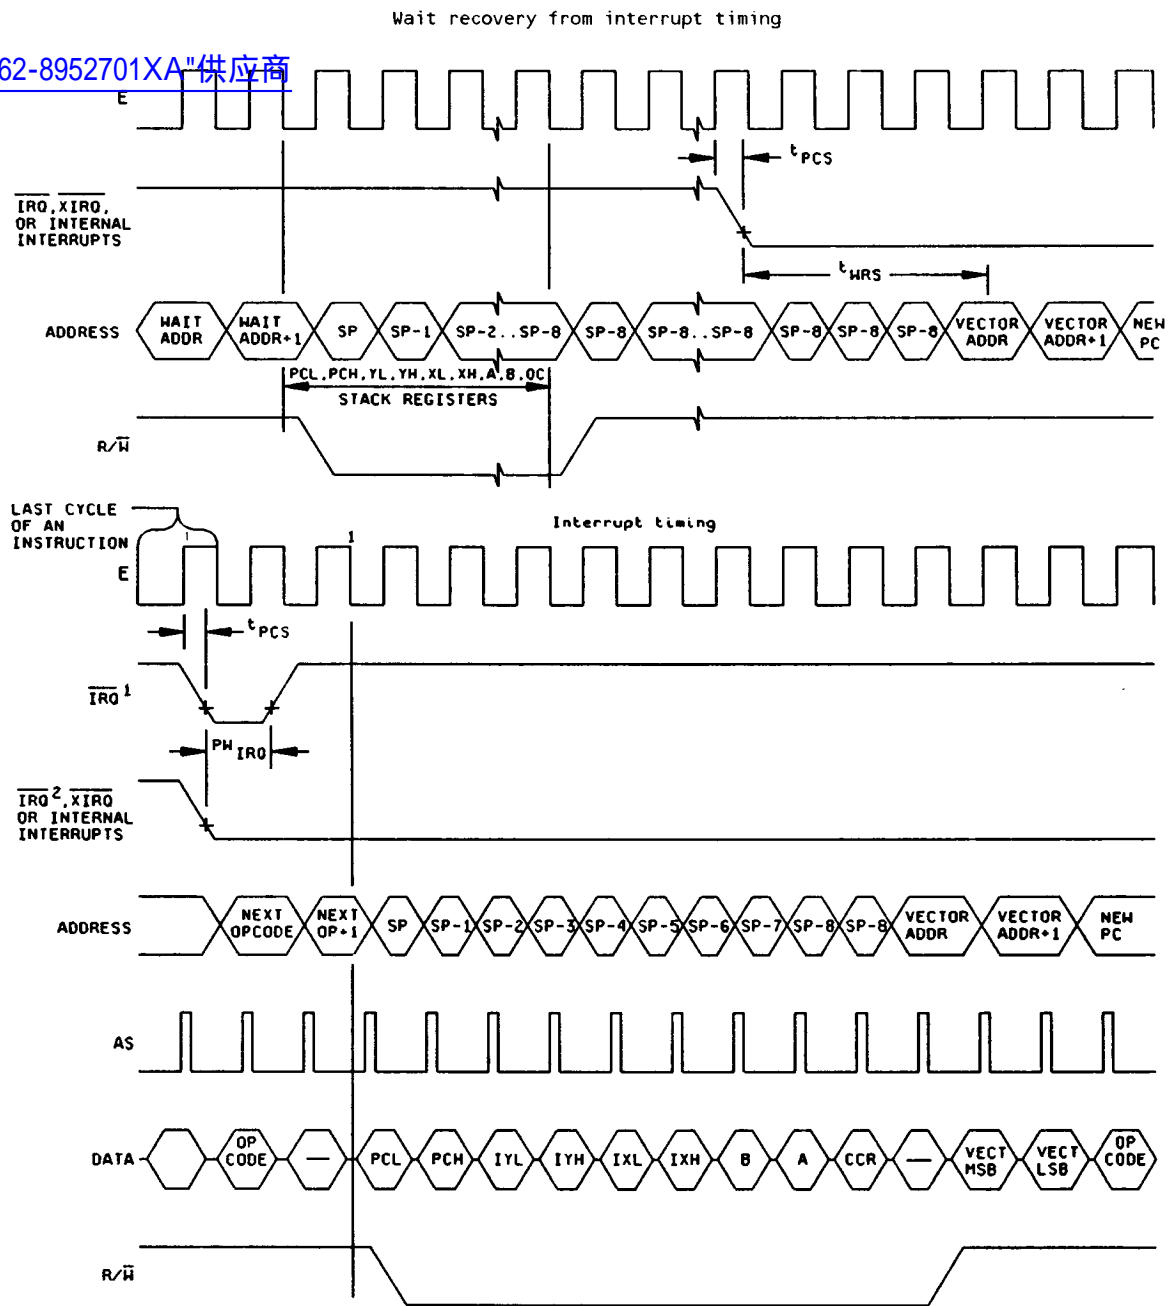 Wait recovery from interrupt timing
62-8952701XA"供应商
E
tPCS
IRQ,XIRQ,
OR INTERNAL
INTERRUPTS
tWRS
ADDRESS
WAIT ADDR
WAIT ADDR+1
SP
SP-1
SP-2..SP-8
SP-8
SP-8..SP-8
SP-8
SP-8
SP-8
VECTOR ADDR
VECTOR ADDR+1
NEW PC
PCL,PCH,YL,YH,XL,XH,A,B,QC
STACK REGISTERS
R/W
LAST CYCLE
OF AN
INSTRUCTION
Interrupt timing
1
1
E
tPCS
IRQ 1
PW IRQ
IRQ 2,XIRQ
OR INTERNAL
INTERRUPTS
ADDRESS
NEXT OPCODE
NEXT OP+1
SP
SP-1
SP-2
SP-3
SP-4
SP-5
SP-6
SP-7
SP-8
SP-8
VECTOR ADDR
VECTOR ADDR+1
NEW PC
AS
DATA
OP CODE
—
PCL
PCH
IYL
IYH
IXL
IXH
B
A
CCR
—
VECT MSB
VECT LSB
OP CODE
R/W